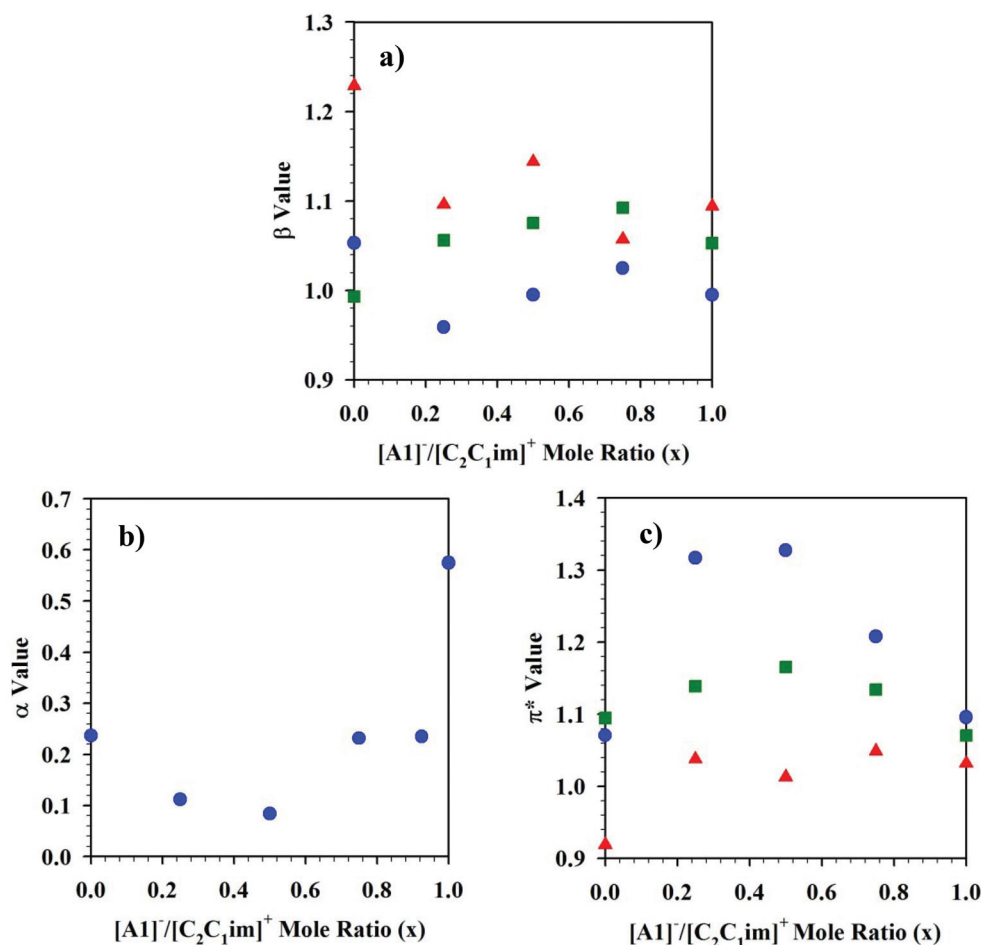 a)
1.3
1.2
1.1
1.0
0.9
β Value
0.0 0.2 0.4 0.6 0.8 1.0
[A1]⁻/[C₂C₁im]⁺ Mole Ratio (x)
b)
0.7
0.6
0.5
0.4
0.3
0.2
0.1
0.0
α Value
0.0 0.2 0.4 0.6 0.8 1.0
[A1]⁻/[C₂C₁im]⁺ Mole Ratio (x)
c)
1.4
1.3
1.2
1.1
1.0
0.9
π* Value
0.0 0.2 0.4 0.6 0.8 1.0
[A1]⁻/[C₂C₁im]⁺ Mole Ratio (x)